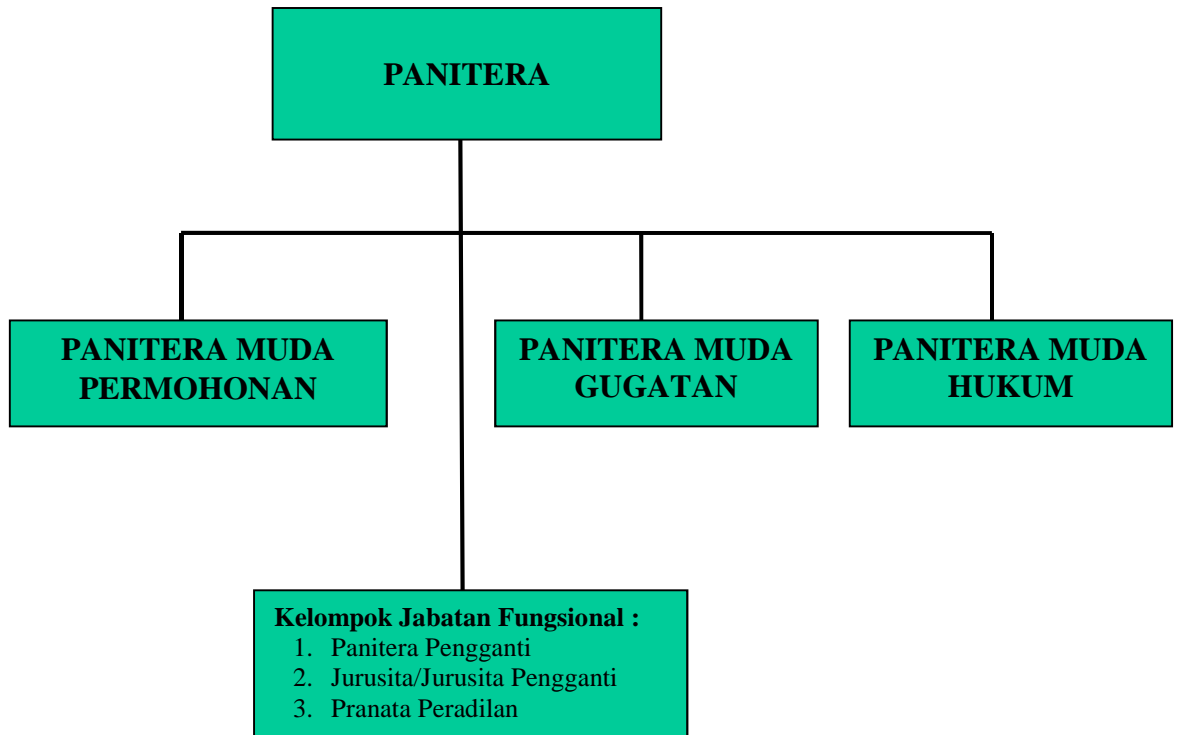 PANITERA
PANITERA MUDA
PERMOHONAN
PANITERA MUDA
GUGATAN
PANITERA MUDA
HUKUM
Kelompok Jabatan Fungsional :
1. Panitera Pengganti
2. Jurusita/Jurusita Pengganti
3. Pranata Peradilan